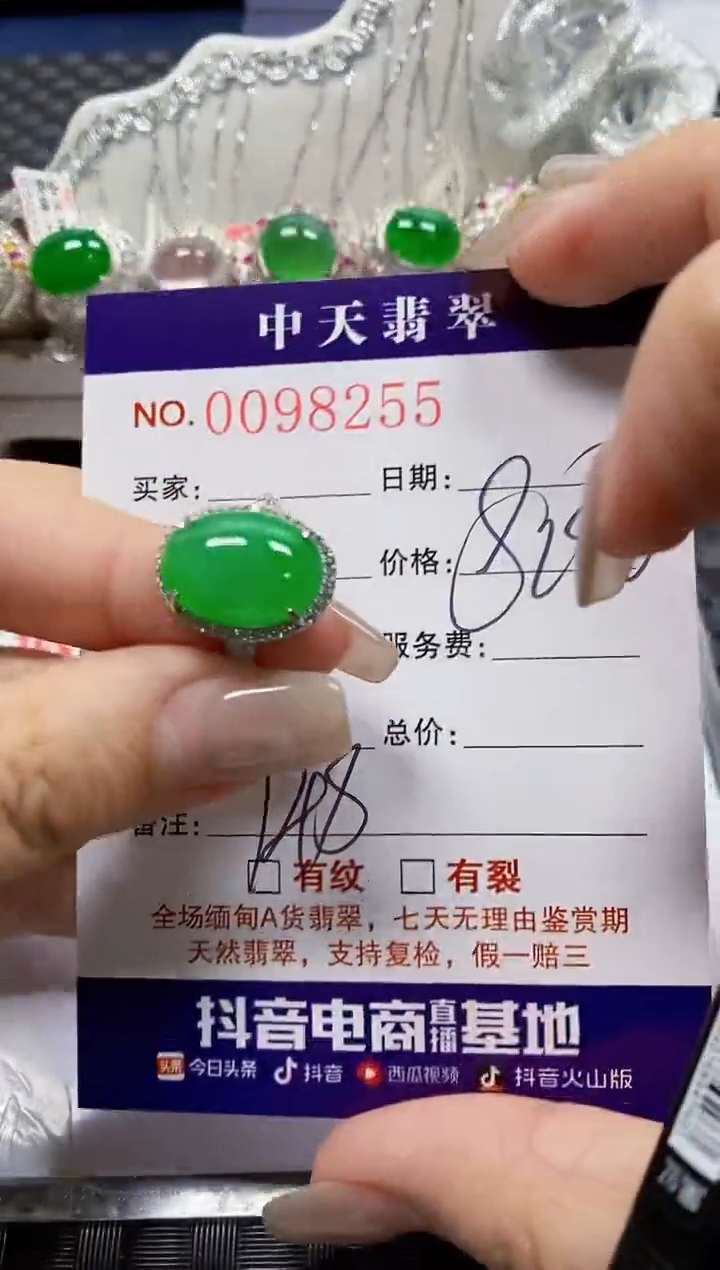 中天翡翠
NO. 0098255
买家: 日期:
价格:
服务费:
总价:
备注: 148
有纹 有裂
全场缅甸A货翡翠，七天无理由鉴赏期
天然翡翠，支持复检，假一赔三
抖音电商直播基地
头条 今日头条 抖音 西瓜视频 抖音火山版